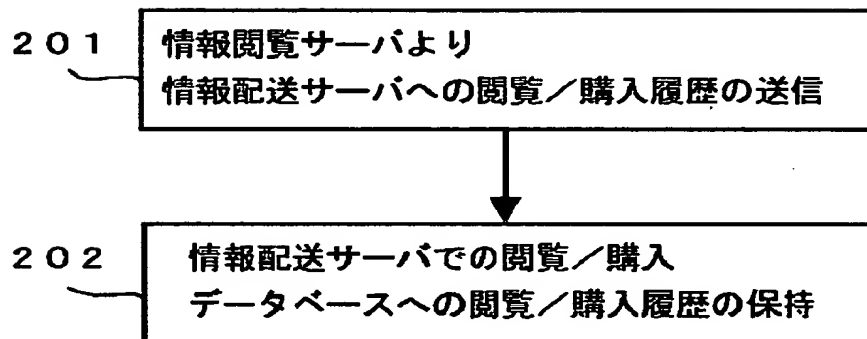 201
情報閲覧サーバより
情報配送サーバへの閲覧/購入履歴の送信
202
情報配送サーバでの閲覧/購入
データベースへの閲覧/購入履歴の保持